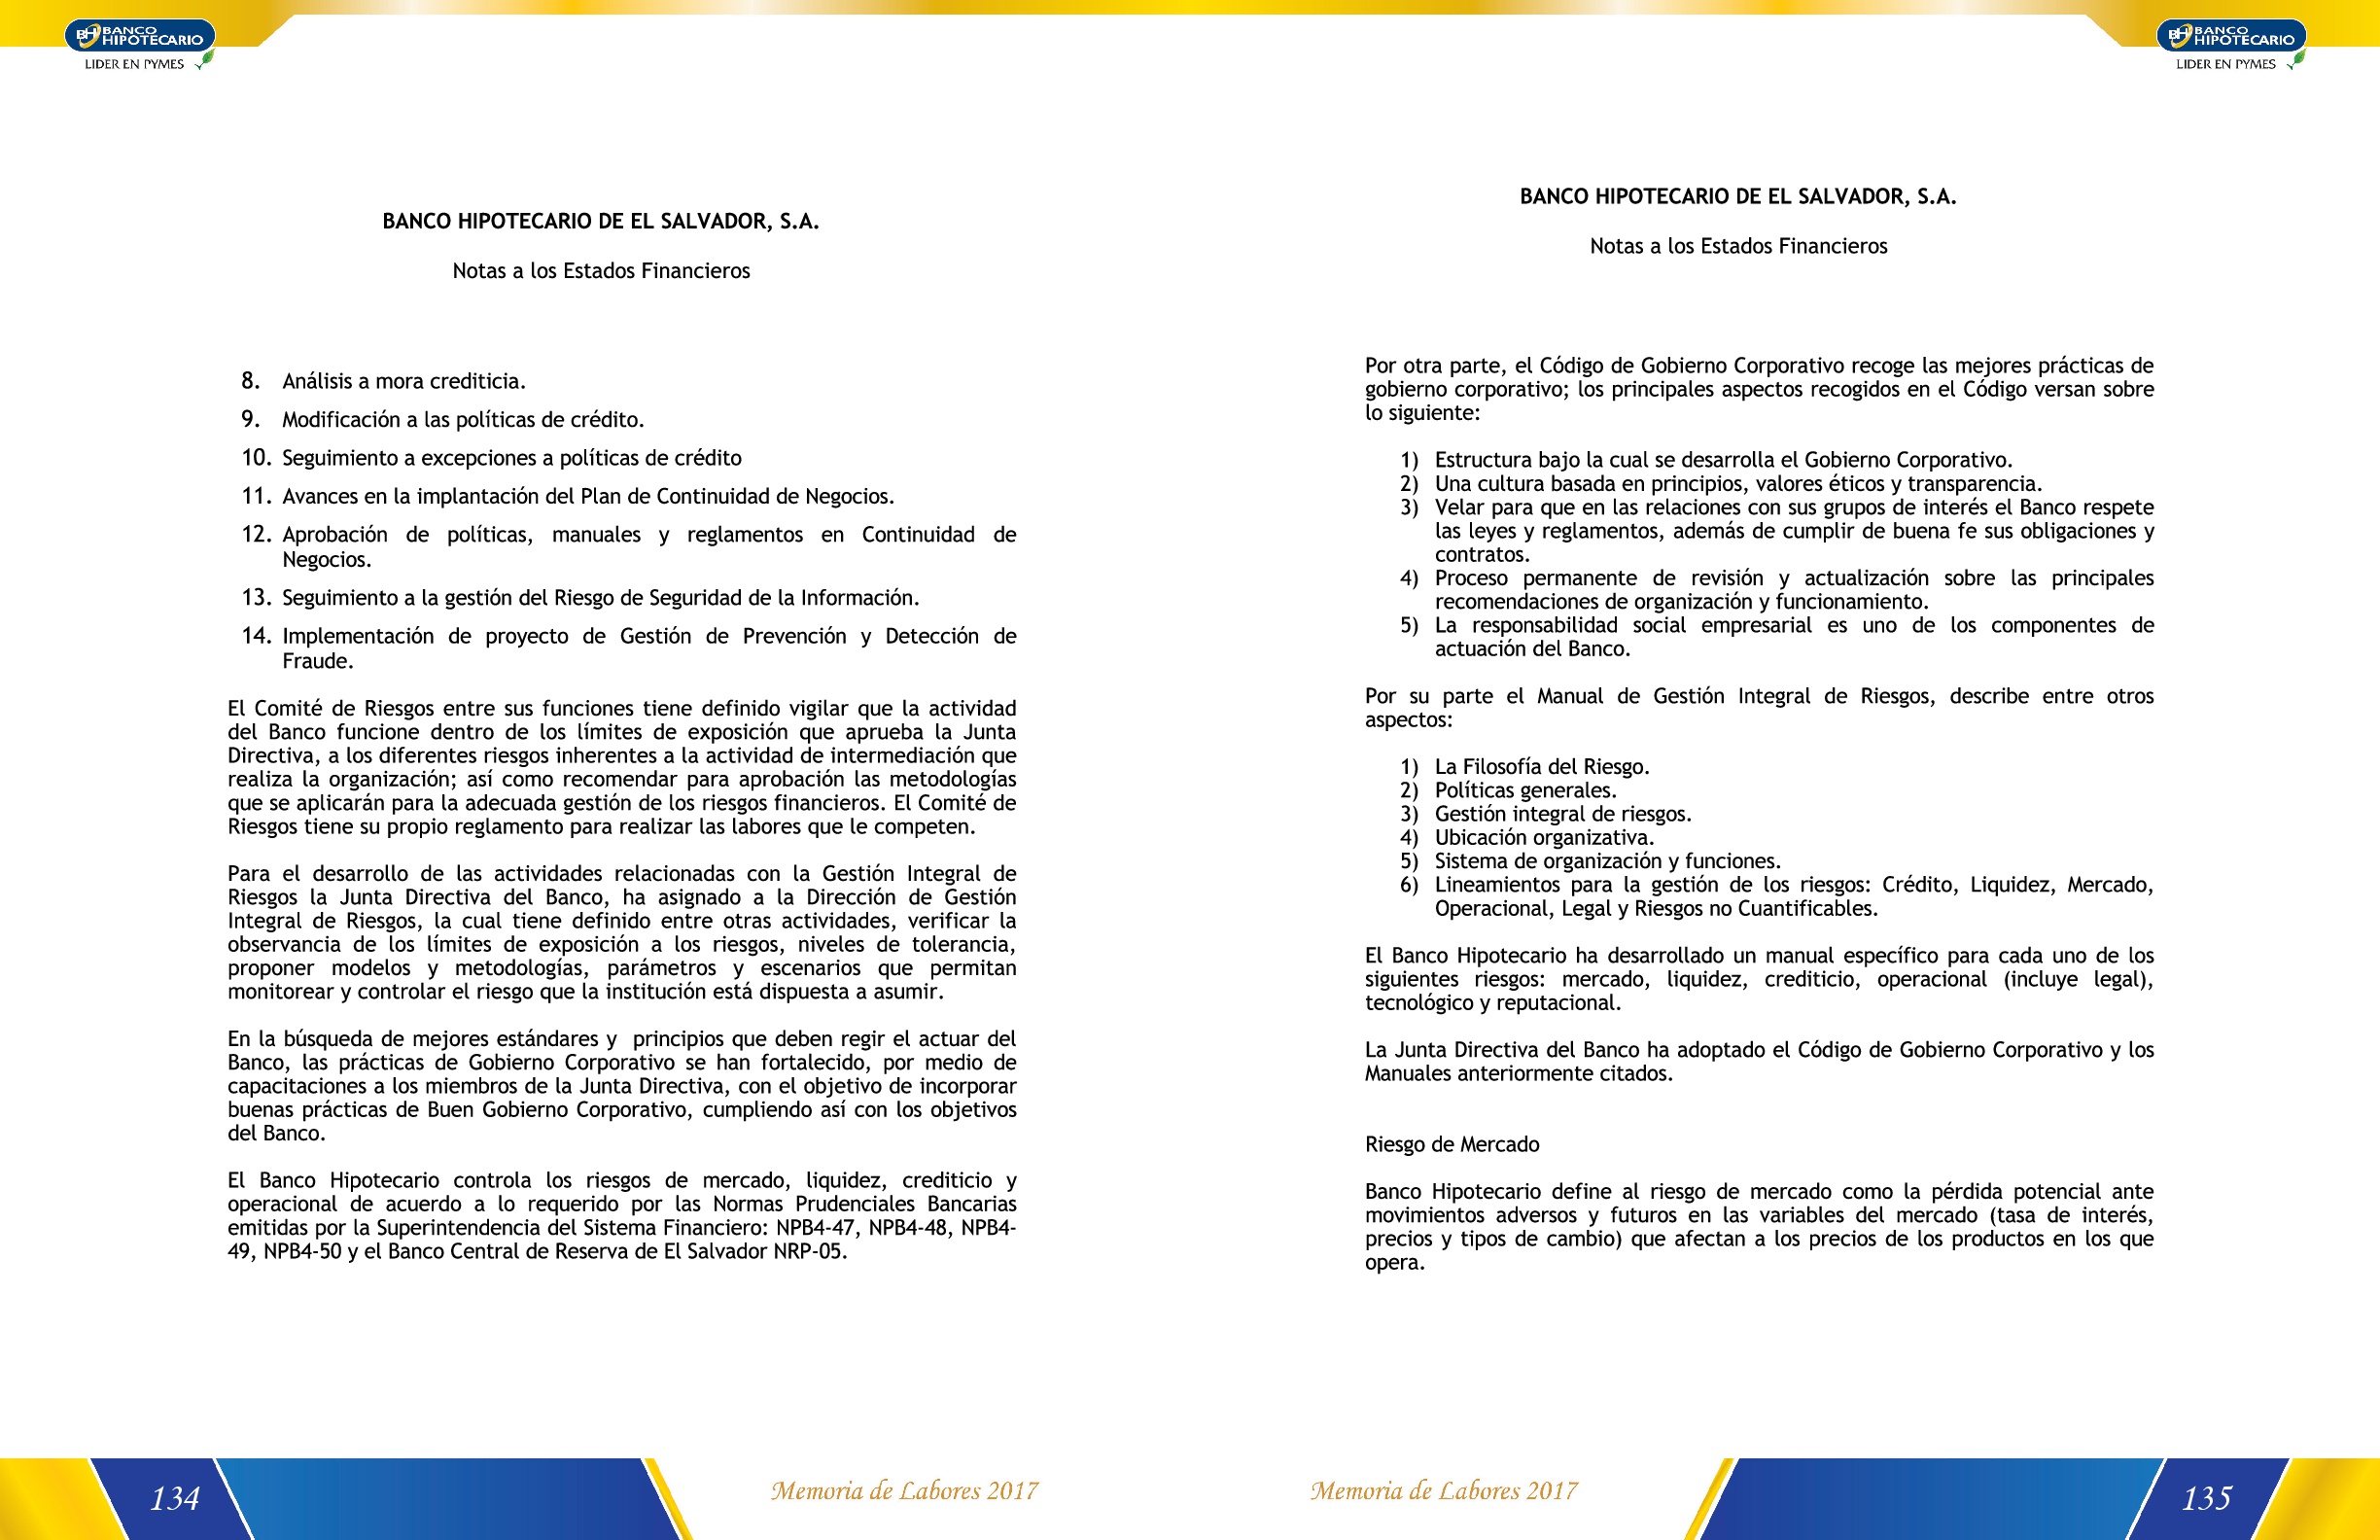 BANCO
HIPOTECARIO
LIDER EN PYMES
BANCO HIPOTECARIO DE EL SALVADOR, S.A.
Notas a los Estados Financieros
8. Análisis a mora crediticia.
9. Modificación a las políticas de crédito.
10. Seguimiento a excepciones a políticas de crédito
11. Avances en la implantación del Plan de Continuidad de Negocios.
12. Aprobación de políticas, manuales y reglamentos en Continuidad de
Negocios.
13. Seguimiento a la gestión del Riesgo de Seguridad de la Información.
14. Implementación de proyecto de Gestión de Prevención y Detección de
Fraude.
El Comité de Riesgos entre sus funciones tiene definido vigilar que la actividad
del Banco funcione dentro de los límites de exposición que aprueba la Junta
Directiva, a los diferentes riesgos inherentes a la actividad de intermediación que
realiza la organización; así como recomendar para aprobación las metodologías
que se aplicarán para la adecuada gestión de los riesgos financieros. El Comité de
Riesgos tiene su propio reglamento para realizar las labores que le competen.
Para el desarrollo de las actividades relacionadas con la Gestión Integral de
Riesgos la Junta Directiva del Banco, ha asignado a la Dirección de Gestión
Integral de Riesgos, la cual tiene definido entre otras actividades, verificar la
observancia de los límites de exposición a los riesgos, niveles de tolerancia,
proponer modelos y metodologías, parámetros y escenarios que permitan
monitorear y controlar el riesgo que la institución está dispuesta a asumir.
En la búsqueda de mejores estándares y principios que deben regir el actuar del
Banco, las prácticas de Gobierno Corporativo se han fortalecido, por medio de
capacitaciones a los miembros de la Junta Directiva, con el objetivo de incorporar
buenas prácticas de Buen Gobierno Corporativo, cumpliendo así con los objetivos
del Banco.
El Banco Hipotecario controla los riesgos de mercado, liquidez, crediticio y
operacional de acuerdo a lo requerido por las Normas Prudenciales Bancarias
emitidas por la Superintendencia del Sistema Financiero: NPB4-47, NPB4-48, NPB4-
49, NPB4-50 y el Banco Central de Reserva de El Salvador NRP-05.
134
Memoria de Labores 2017
BANCO
HIPOTECARIO
LIDER EN PYMES
BANCO HIPOTECARIO DE EL SALVADOR, S.A.
Notas a los Estados Financieros
Por otra parte, el Código de Gobierno Corporativo recoge las mejores prácticas de
gobierno corporativo; los principales aspectos recogidos en el Código versan sobre
lo siguiente:
1) Estructura bajo la cual se desarrolla el Gobierno Corporativo.
2) Una cultura basada en principios, valores éticos y transparencia.
3) Velar para que en las relaciones con sus grupos de interés el Banco respete
las leyes y reglamentos, además de cumplir de buena fe sus obligaciones y
contratos.
4) Proceso permanente de revisión y actualización sobre las principales
recomendaciones de organización y funcionamiento.
5) La responsabilidad social empresarial es uno de los componentes de
actuación del Banco.
Por su parte el Manual de Gestión Integral de Riesgos, describe entre otros
aspectos:
1) La Filosofía del Riesgo.
2) Políticas generales.
3) Gestión integral de riesgos.
4) Ubicación organizativa.
5) Sistema de organización y funciones.
6) Lineamientos para la gestión de los riesgos: Crédito, Liquidez, Mercado,
Operacional, Legal y Riesgos no Cuantificables.
El Banco Hipotecario ha desarrollado un manual específico para cada uno de los
siguientes riesgos: mercado, liquidez, crediticio, operacional (incluye legal),
tecnológico y reputacional.
La Junta Directiva del Banco ha adoptado el Código de Gobierno Corporativo y los
Manuales anteriormente citados.
Riesgo de Mercado
Banco Hipotecario define al riesgo de mercado como la pérdida potencial ante
movimientos adversos y futuros en las variables del mercado (tasa de interés,
precios y tipos de cambio) que afectan a los precios de los productos en los que
opera.
Memoria de Labores 2017
135